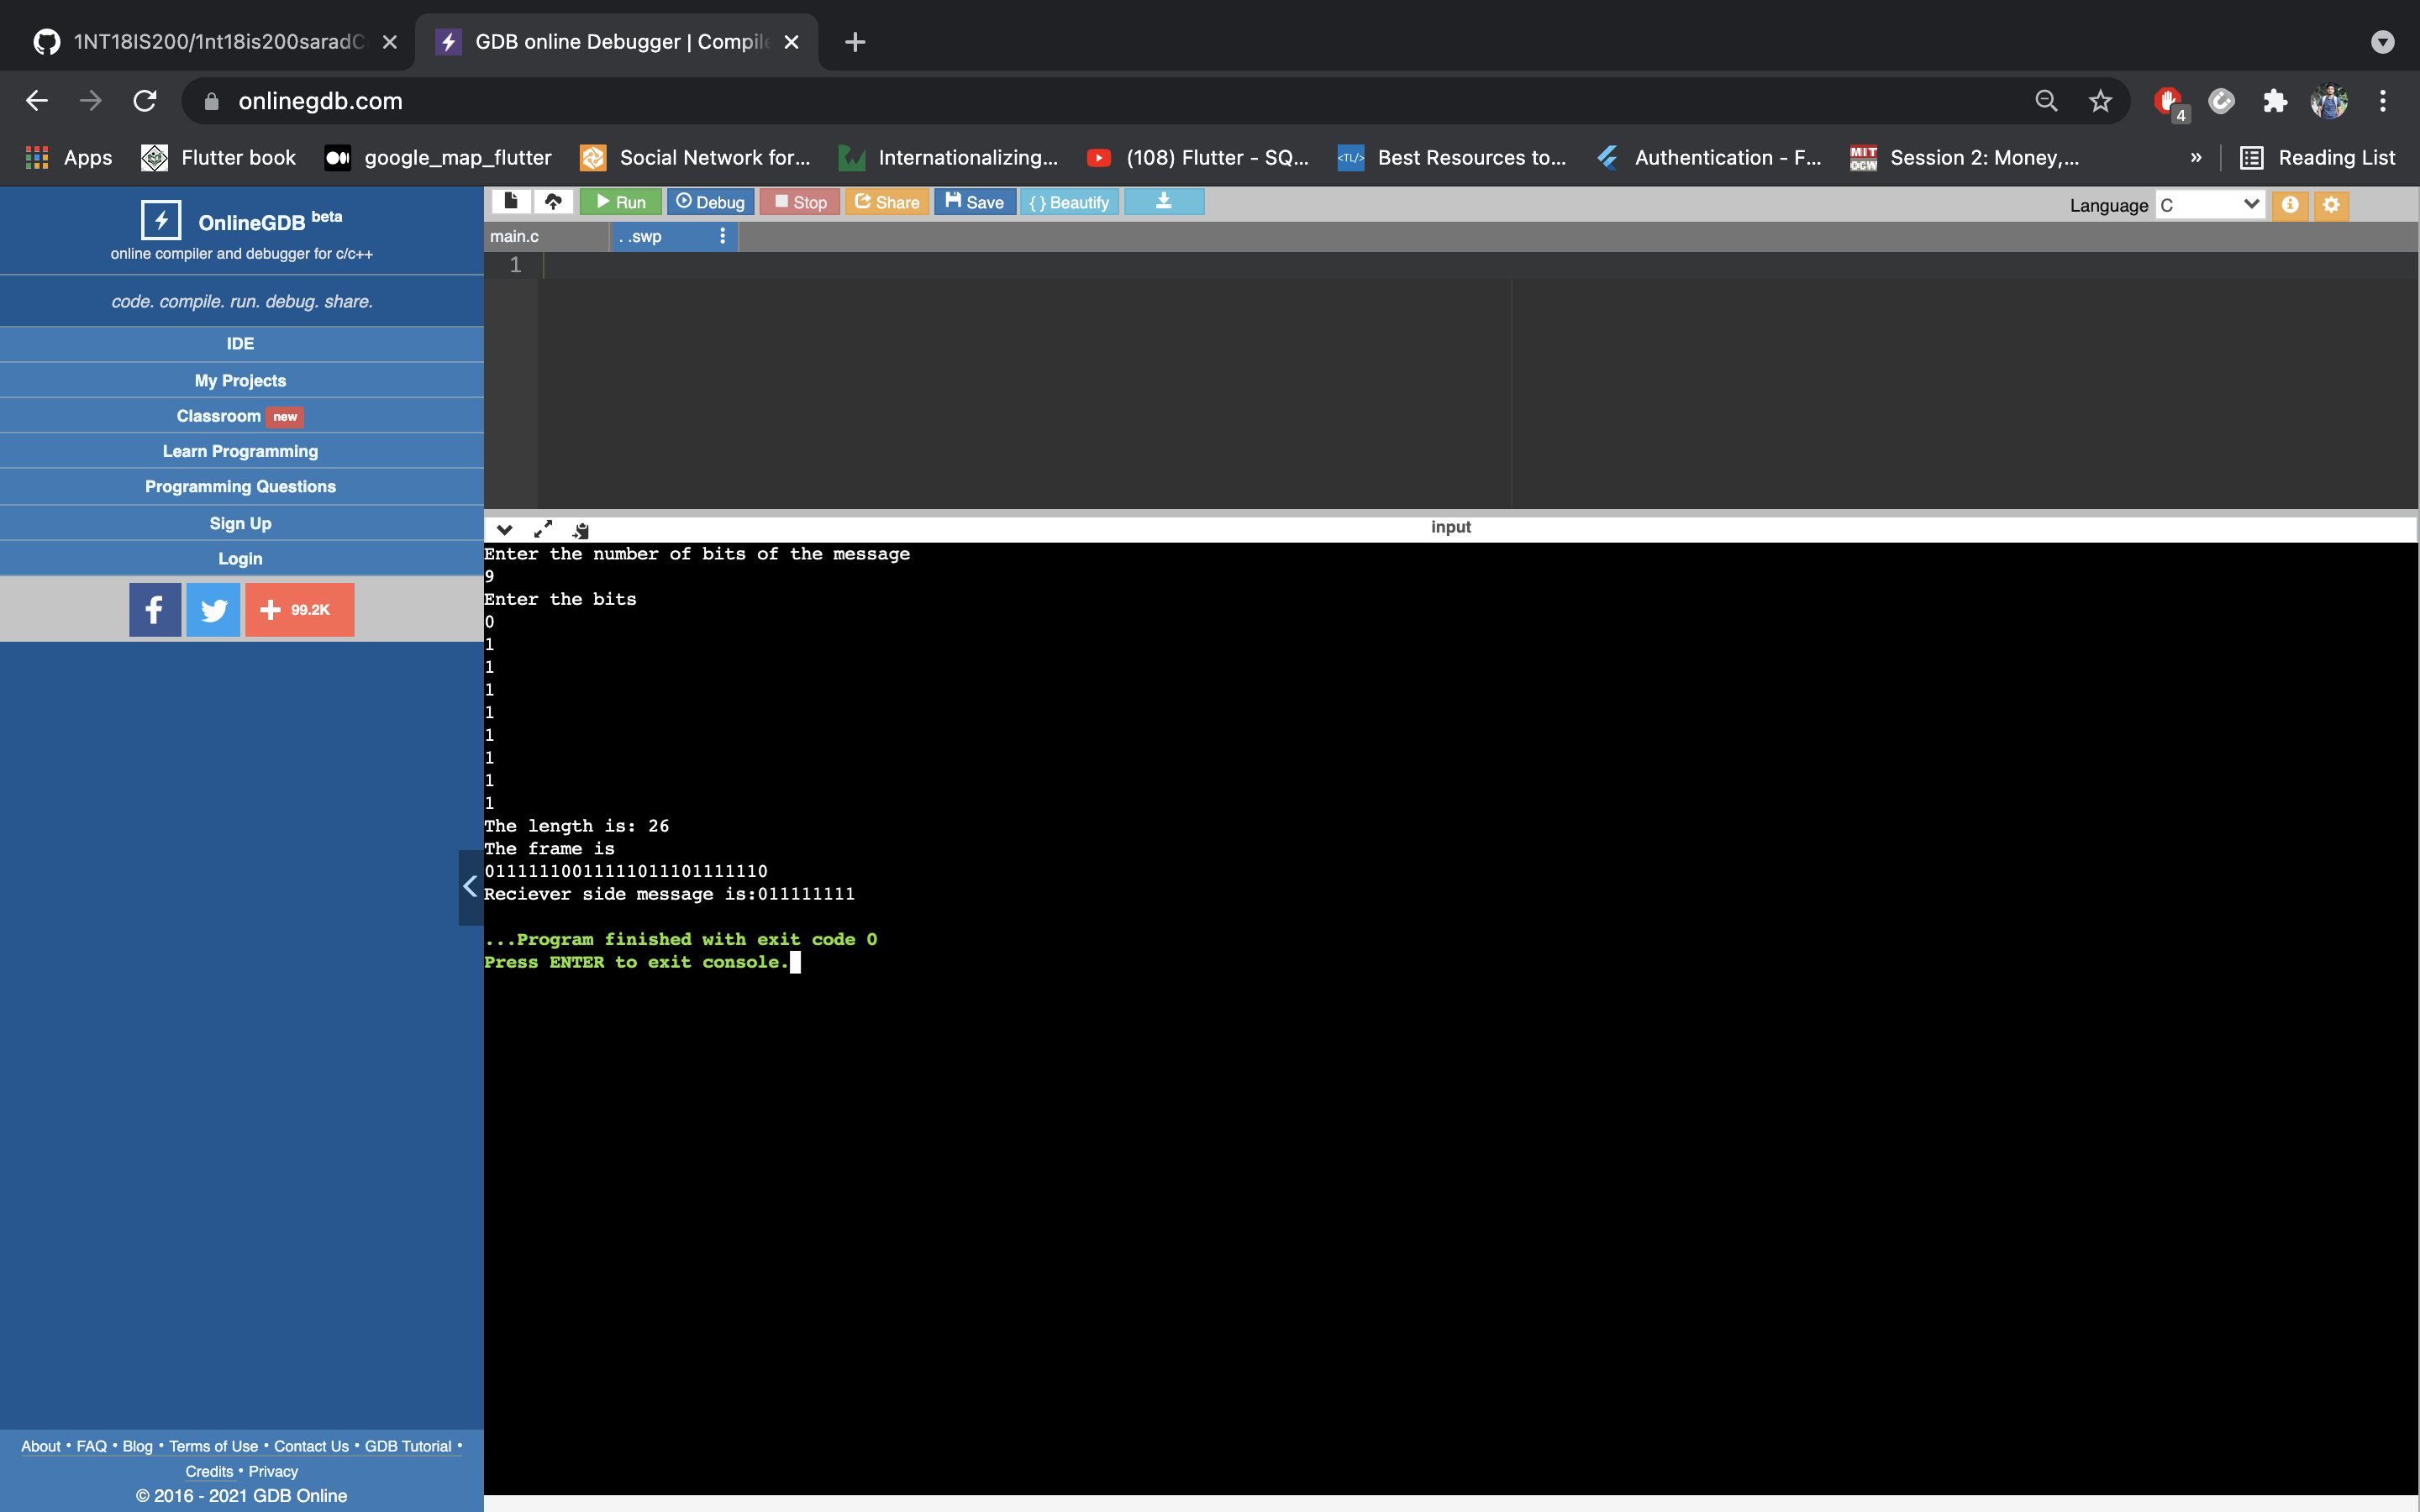 1NT18IS200/1nt18is200saradC
GDB online Debugger | Compile
onlinegdb.com
4
Apps
Flutter book
google_map_flutter
Social Network for...
Internationalizing...
(108) Flutter - SQ...
<TL/>
Best Resources to...
Authentication - F...
MIT
OCW
Session 2: Money,...
»
Reading List
OnlineGDB beta
online compiler and debugger for c/c++
code. compile. run. debug. share.
IDE
My Projects
Classroom new
Learn Programming
Programming Questions
Sign Up
Login
f
+ 99.2K
About • FAQ • Blog • Terms of Use • Contact Us • GDB Tutorial •
Credits • Privacy
© 2016 - 2021 GDB Online
Run
Debug
Stop
Share
Save
{ } Beautify
Language C
main.c
. .swp
1
input
Enter the number of bits of the message
9
Enter the bits
0
1
1
1
1
1
1
1
1
The length is: 26
The frame is
01111110011111011101111110
Reciever side message is:011111111
...Program finished with exit code 0
Press ENTER to exit console.